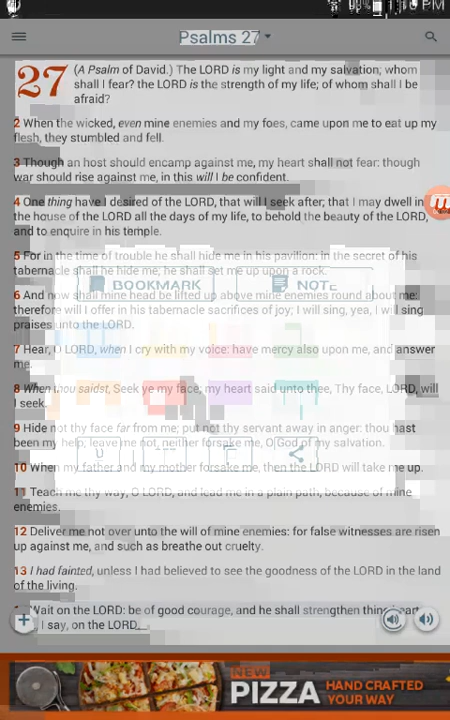 1:18 PM
Psalms 27
27 (A Psalm of David.) The LORD is my light and my salvation; whom
shall I fear? the LORD is the strength of my life; of whom shall I be
afraid?
2 When the wicked, even mine enemies and my foes, came upon me to eat up my
flesh, they stumbled and fell.
3 Though an host should encamp against me, my heart shall not fear: though
war should rise against me, in this will I be confident.
4 One thing have I desired of the LORD, that will I seek after; that I may dwell in
the house of the LORD all the days of my life, to behold the beauty of the LORD,
and to enquire in his temple.
5 For in the time of trouble he shall hide me in his pavilion: in the secret of his
tabernacle shall he hide me; he shall set me up upon a rock.
BOOKMARK NOTE
6 And now shall mine head be lifted up above mine enemies round about me:
therefore will I offer in his tabernacle sacrifices of joy; I will sing, yea, I will sing
praises unto the LORD.
7 Hear, O LORD, when I cry with my voice: have mercy also upon me, and answer
me.
8 When thou saidst, Seek ye my face; my heart said unto thee, Thy face, LORD, will
I seek.
9 Hide not thy face far from me; put not thy servant away in anger: thou hast
been my help; leave me not, neither forsake me, O God of my salvation.
10 When my father and my mother forsake me, then the LORD will take me up.
11 Teach me thy way, O LORD, and lead me in a plain path, because of mine
enemies.
12 Deliver me not over unto the will of mine enemies: for false witnesses are risen
up against me, and such as breathe out cruelty.
13 I had fainted, unless I had believed to see the goodness of the LORD in the land
of the living.
Wait on the LORD: be of good courage, and he shall strengthen thine heart
I say, on the LORD.
NEW
PIZZA HAND CRAFTED
YOUR WAY